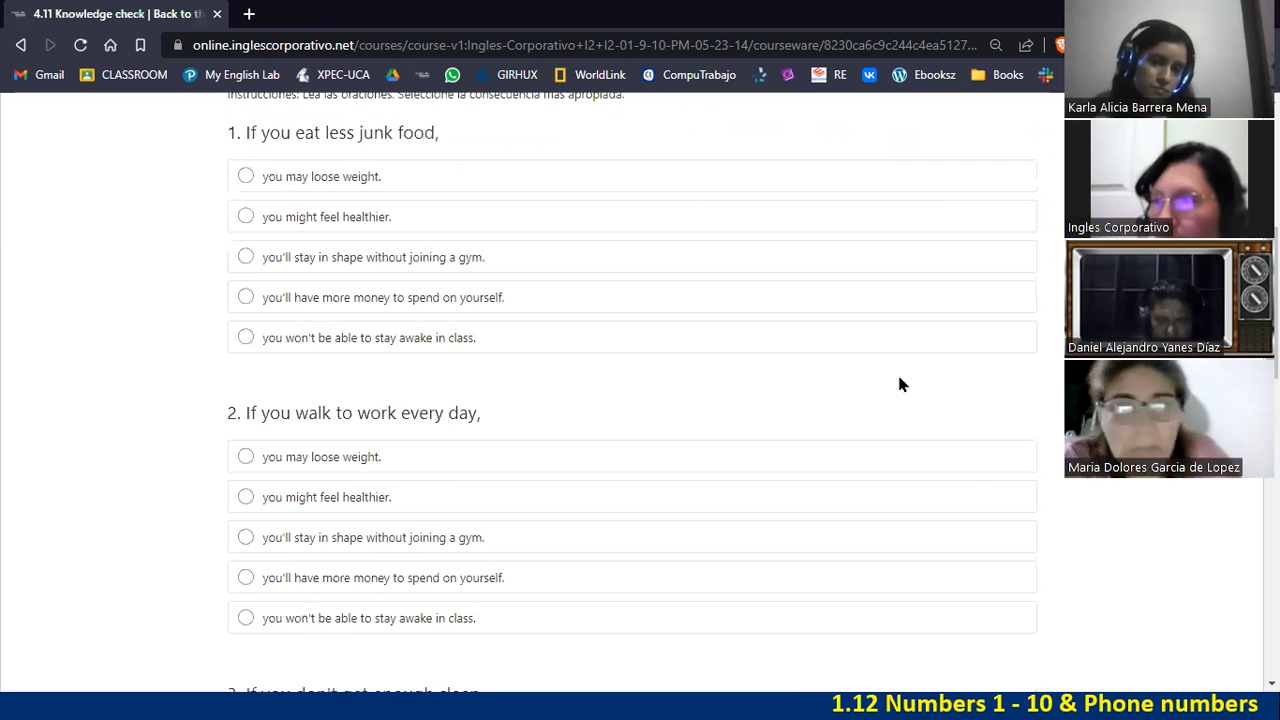 4.11 Knowledge check | Back to th
online.inglescorporativo.net/courses/course-v1:Ingles-Corporativo+I2+I2-01-9-10-PM-05-23-14/courseware/8230ca6c9c244c4ea5127...
Gmail CLASSROOM My English Lab XPEC-UCA GIRHUX WorldLink CompuTrabajo RE Ebooksz Books
Instrucciones: Lea las oraciones. Seleccione la consecuencia más apropiada.
1. If you eat less junk food,
you may loose weight.
you might feel healthier.
you'll stay in shape without joining a gym.
you'll have more money to spend on yourself.
you won't be able to stay awake in class.
2. If you walk to work every day,
you may loose weight.
you might feel healthier.
you'll stay in shape without joining a gym.
you'll have more money to spend on yourself.
you won't be able to stay awake in class.
3. If you don't get enough sleep,
Karla Alicia Barrera Mena
Ingles Corporativo
Daniel Alejandro Yanes Díaz
Maria Dolores Garcia de Lopez
1.12 Numbers 1 - 10 & Phone numbers